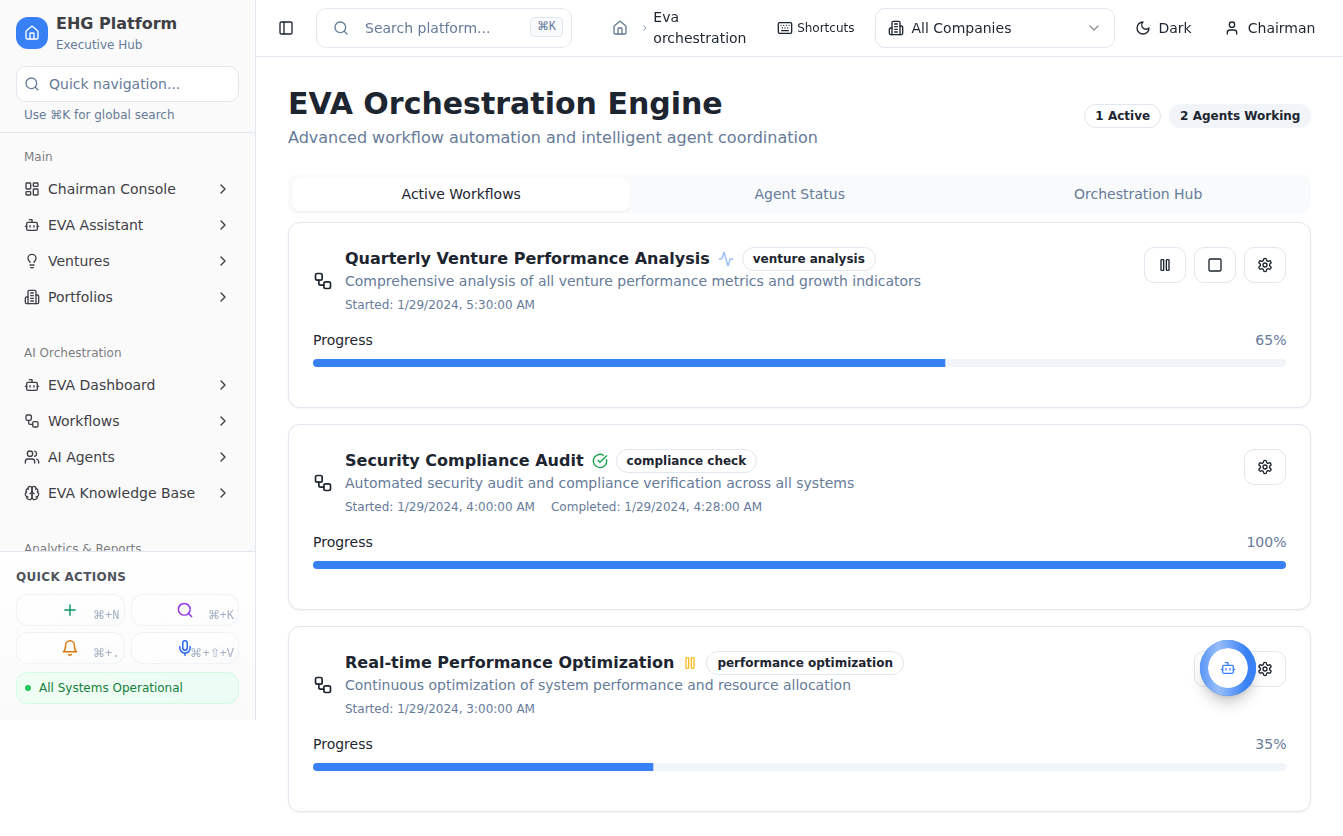 EHG Platform
Executive Hub
Quick navigation...
Use ⌘K for global search
Main
Chairman Console
EVA Assistant
Ventures
Portfolios
AI Orchestration
EVA Dashboard
Workflows
AI Agents
EVA Knowledge Base
Analytics & Reports
QUICK ACTIONS
⌘+N
⌘+K
⌘+.
⌘+⇧+V
All Systems Operational
Search platform...
⌘K
Eva
orchestration
Shortcuts
All Companies
Dark
Chairman
EVA Orchestration Engine
Advanced workflow automation and intelligent agent coordination
1 Active
2 Agents Working
Active Workflows
Agent Status
Orchestration Hub
Quarterly Venture Performance Analysis
venture analysis
Comprehensive analysis of all venture performance metrics and growth indicators
Started: 1/29/2024, 5:30:00 AM
Progress
65%
Security Compliance Audit
compliance check
Automated security audit and compliance verification across all systems
Started: 1/29/2024, 4:00:00 AM
Completed: 1/29/2024, 4:28:00 AM
Progress
100%
Real-time Performance Optimization
performance optimization
Continuous optimization of system performance and resource allocation
Started: 1/29/2024, 3:00:00 AM
Progress
35%